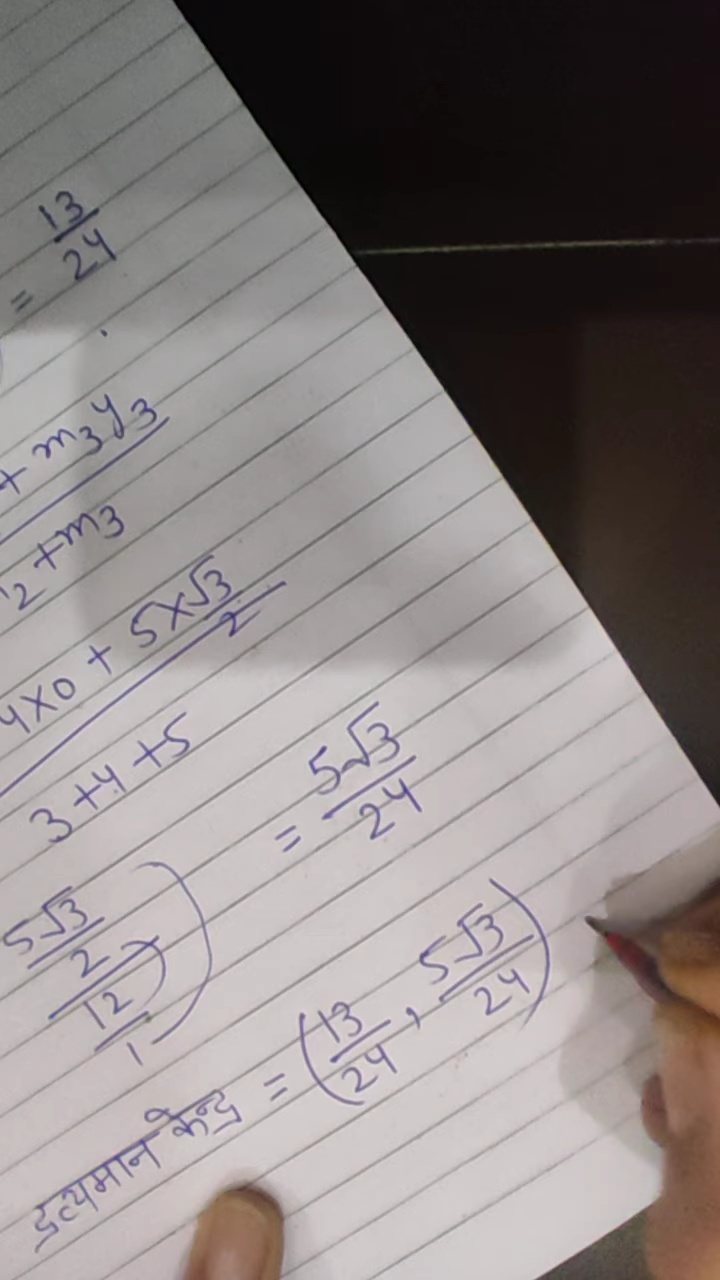 = 13/24
+ m₃y₃
₂ + m₃
4×0 + 5×√3/2
3+4+5
= 5√3/24
5√3/2/12/1
द्रव्यमान केन्द्र = (13/24, 5√3/24)